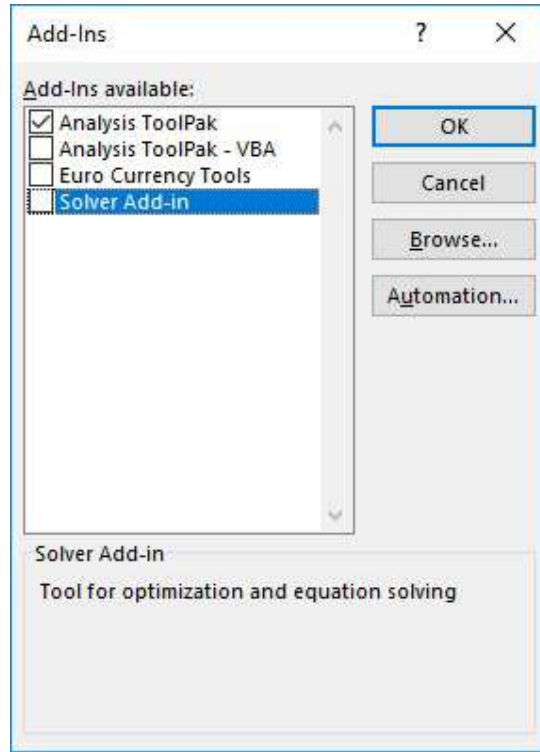 Add-Ins
?
Add-Ins available:
Analysis ToolPak
Analysis ToolPak - VBA
Euro Currency Tools
Solver Add-in
OK
Cancel
Browse...
Automation...
Solver Add-in
Tool for optimization and equation solving